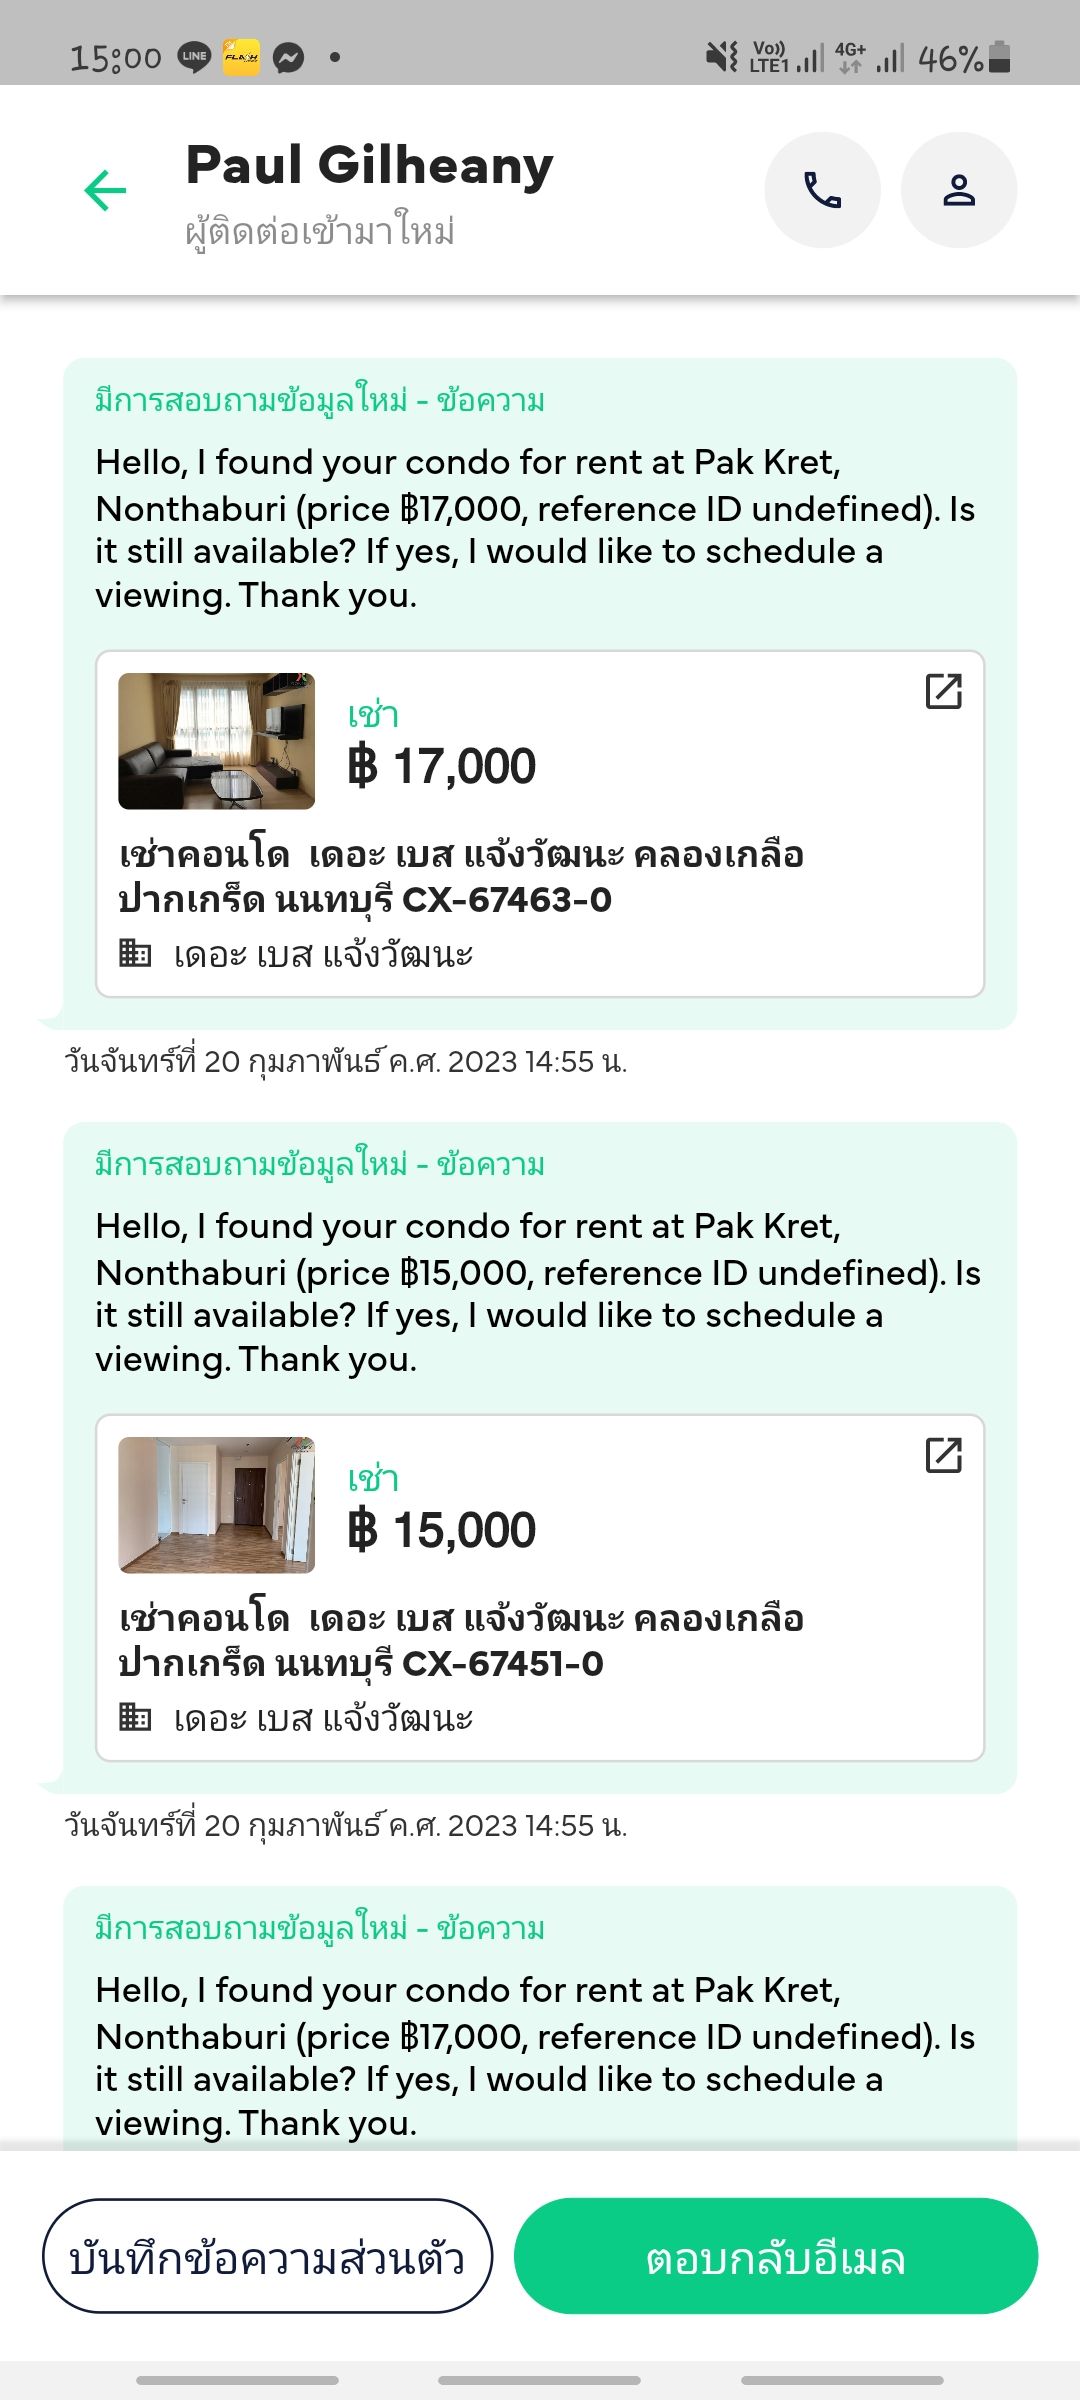 15:00 LINE FLASH Vo)) LTE1 4G+ 46%
Paul Gilheany
ผู้ติดต่อเข้ามาใหม่
มีการสอบถามข้อมูลใหม่ - ข้อความ
Hello, I found your condo for rent at Pak Kret,
Nonthaburi (price ฿17,000, reference ID undefined). Is
it still available? If yes, I would like to schedule a
viewing. Thank you.
เช่า
฿ 17,000
เช่าคอนโด เดอะ เบส แจ้งวัฒนะ คลองเกลือ
ปากเกร็ด นนทบุรี CX-67463-0
เดอะ เบส แจ้งวัฒนะ
วันจันทร์ที่ 20 กุมภาพันธ์ ค.ศ. 2023 14:55 น.
มีการสอบถามข้อมูลใหม่ - ข้อความ
Hello, I found your condo for rent at Pak Kret,
Nonthaburi (price ฿15,000, reference ID undefined). Is
it still available? If yes, I would like to schedule a
viewing. Thank you.
เช่า
฿ 15,000
เช่าคอนโด เดอะ เบส แจ้งวัฒนะ คลองเกลือ
ปากเกร็ด นนทบุรี CX-67451-0
เดอะ เบส แจ้งวัฒนะ
วันจันทร์ที่ 20 กุมภาพันธ์ ค.ศ. 2023 14:55 น.
มีการสอบถามข้อมูลใหม่ - ข้อความ
Hello, I found your condo for rent at Pak Kret,
Nonthaburi (price ฿17,000, reference ID undefined). Is
it still available? If yes, I would like to schedule a
viewing. Thank you.
บันทึกข้อความส่วนตัว ตอบกลับอีเมล